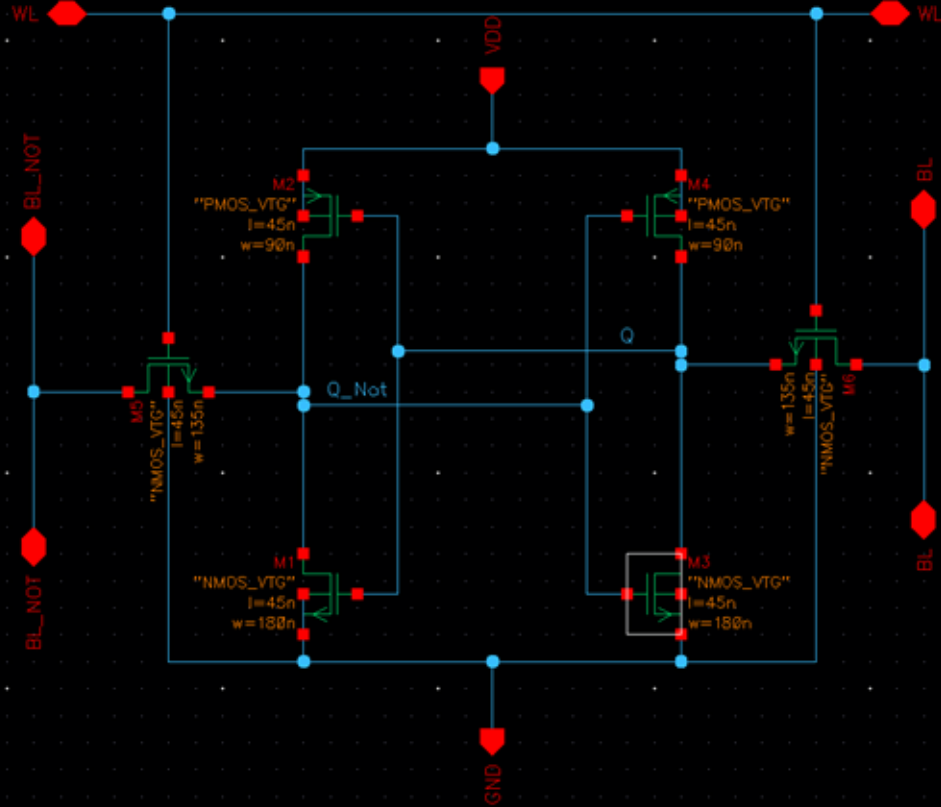 WL
WL
VDD
BL_NOT
BL
M2
"PMOS_VTG"
l=45n
w=90n
M4
"PMOS_VTG"
l=45n
w=90n
Q
Q_Not
M5
"NMOS_VTG"
l=45n
w=135n
w=135n
l=45n
"NMOS_VTG"
M6
M1
"NMOS_VTG"
l=45n
w=180n
M3
"NMOS_VTG"
l=45n
w=180n
BL_NOT
BL
GND